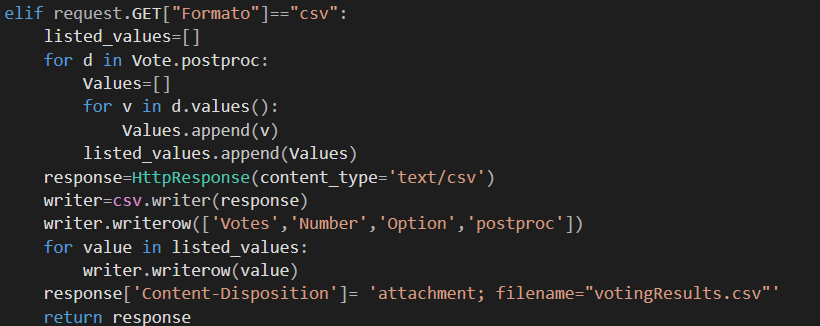 elif request.GET["Formato"]=="csv":
    listed_values=[]
    for d in Vote.postproc:
        Values=[]
        for v in d.values():
            Values.append(v)
        listed_values.append(Values)
    response=HttpResponse(content_type='text/csv')
    writer=csv.writer(response)
    writer.writerow(['Votes','Number','Option','postproc'])
    for value in listed_values:
        writer.writerow(value)
    response['Content-Disposition']= 'attachment; filename="votingResults.csv"'
    return response